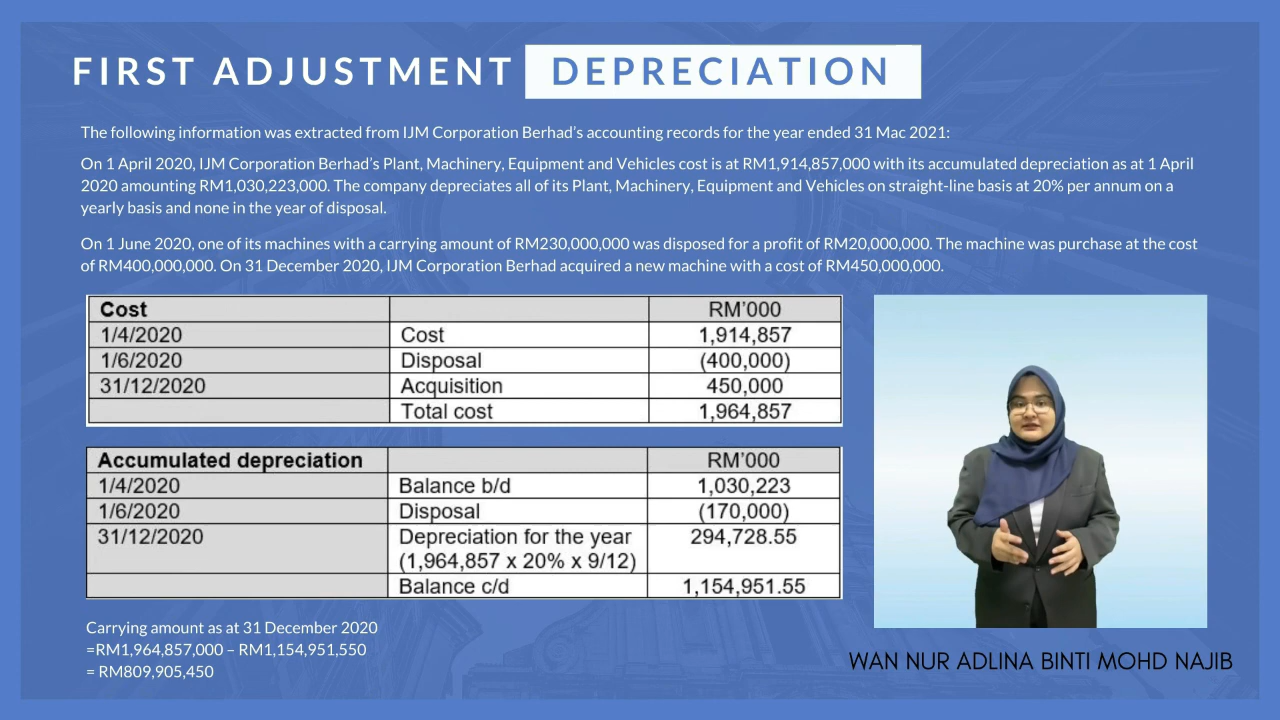 FIRST ADJUSTMENT DEPRECIATION
The following information was extracted from IJM Corporation Berhad's accounting records for the year ended 31 Mac 2021:
On 1 April 2020, IJM Corporation Berhad's Plant, Machinery, Equipment and Vehicles cost is at RM1,914,857,000 with its accumulated depreciation as at 1 April
2020 amounting RM1,030,223,000. The company depreciates all of its Plant, Machinery, Equipment and Vehicles on straight-line basis at 20% per annum on a
yearly basis and none in the year of disposal.
On 1 June 2020, one of its machines with a carrying amount of RM230,000,000 was disposed for a profit of RM20,000,000. The machine was purchase at the cost
of RM400,000,000. On 31 December 2020, IJM Corporation Berhad acquired a new machine with a cost of RM450,000,000.
Cost RM'000
1/4/2020 Cost 1,914,857
1/6/2020 Disposal (400,000)
31/12/2020 Acquisition 450,000
Total cost 1,964,857
Accumulated depreciation RM'000
1/4/2020 Balance b/d 1,030,223
1/6/2020 Disposal (170,000)
31/12/2020 Depreciation for the year 294,728.55
(1,964,857 x 20% x 9/12)
Balance c/d 1,154,951.55
Carrying amount as at 31 December 2020
=RM1,964,857,000 – RM1,154,951,550
= RM809,905,450
WAN NUR ADLINA BINTI MOHD NAJIB